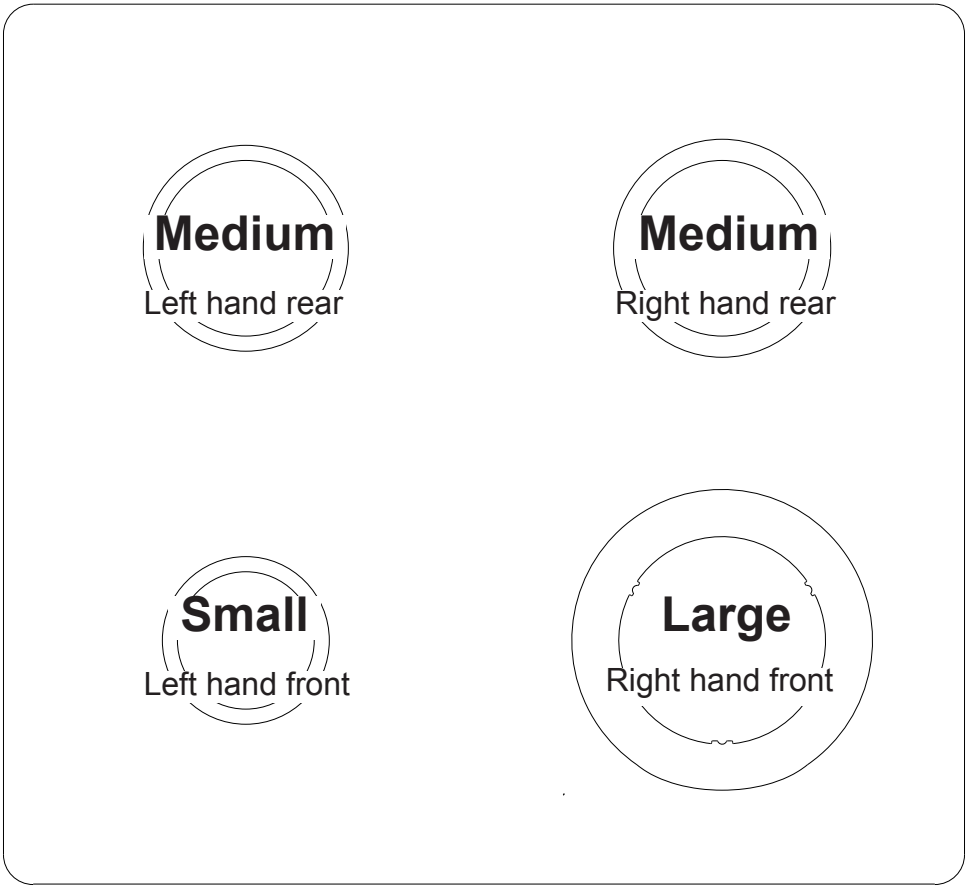 Medium
Left hand rear
Medium
Right hand rear
Small
Left hand front
Large
Right hand front